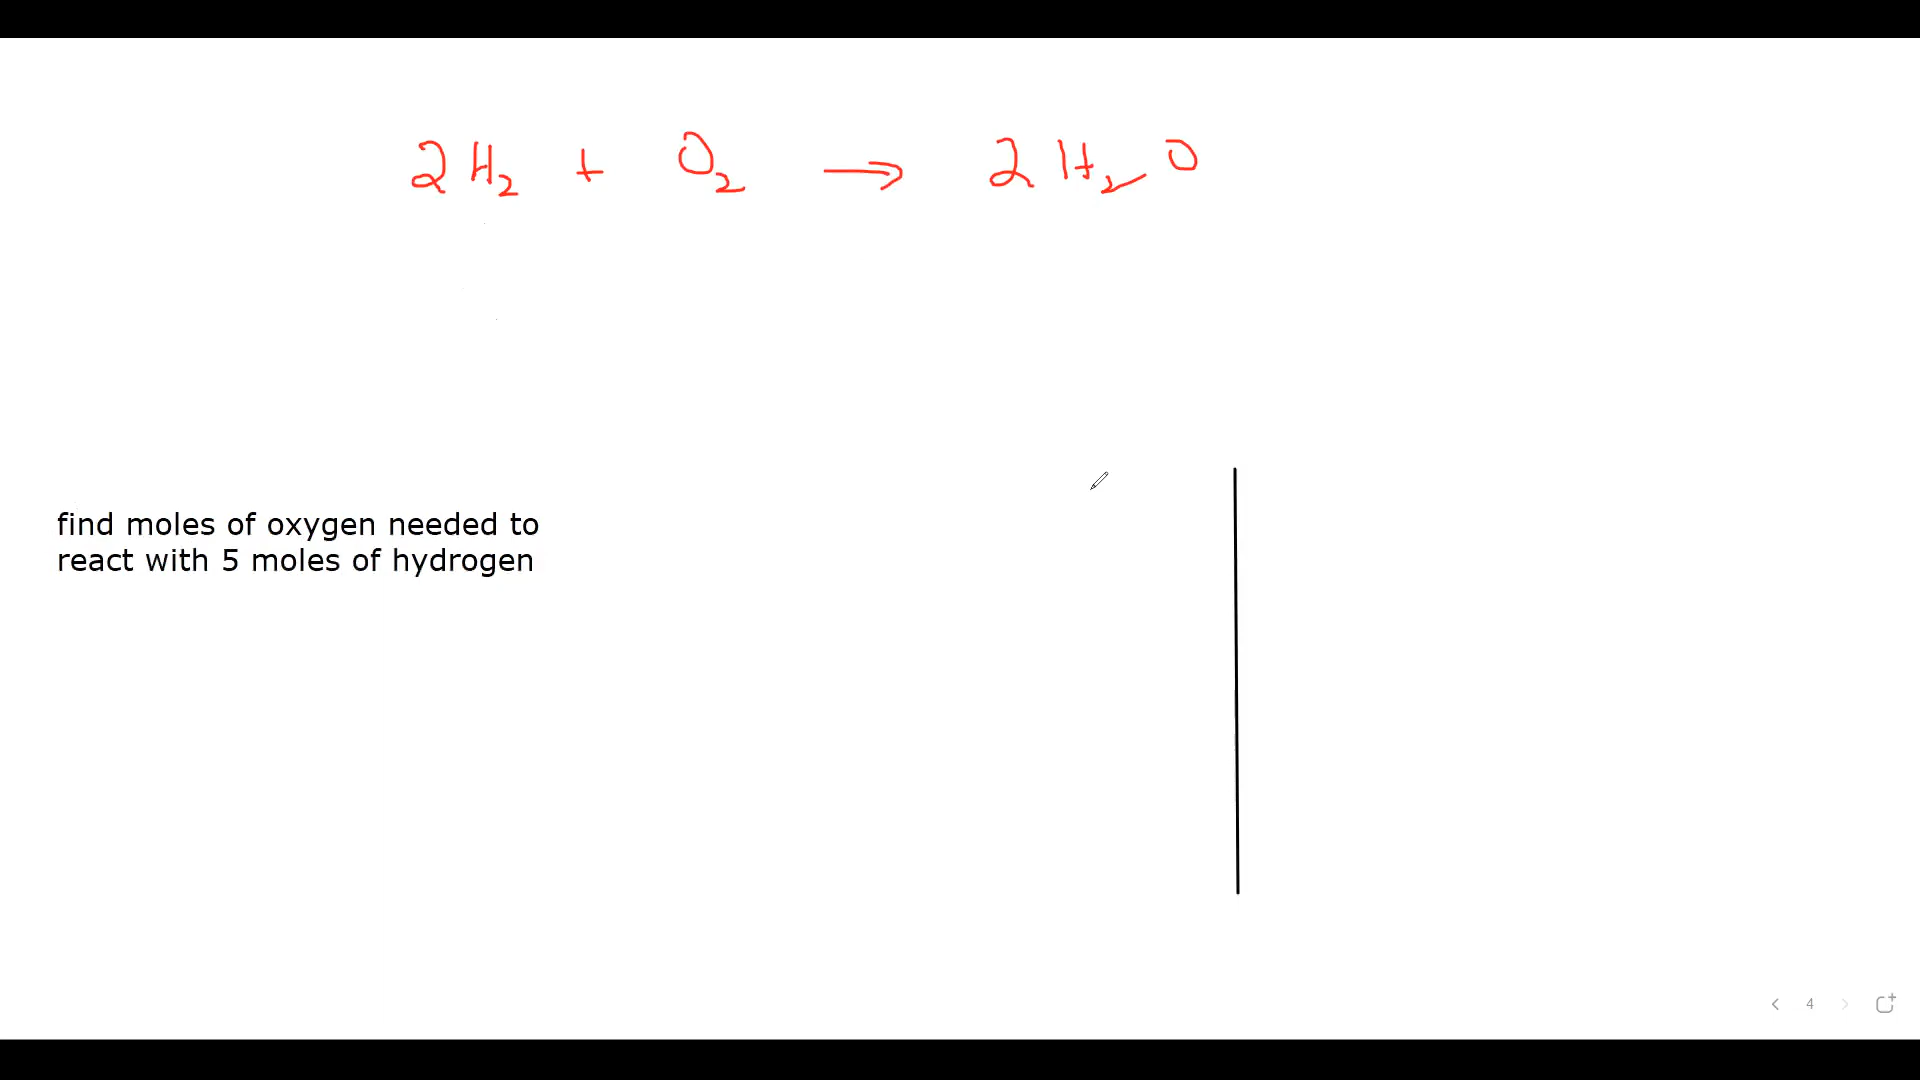 2H₂ + O₂ → 2H₂O
find moles of oxygen needed to
react with 5 moles of hydrogen
4